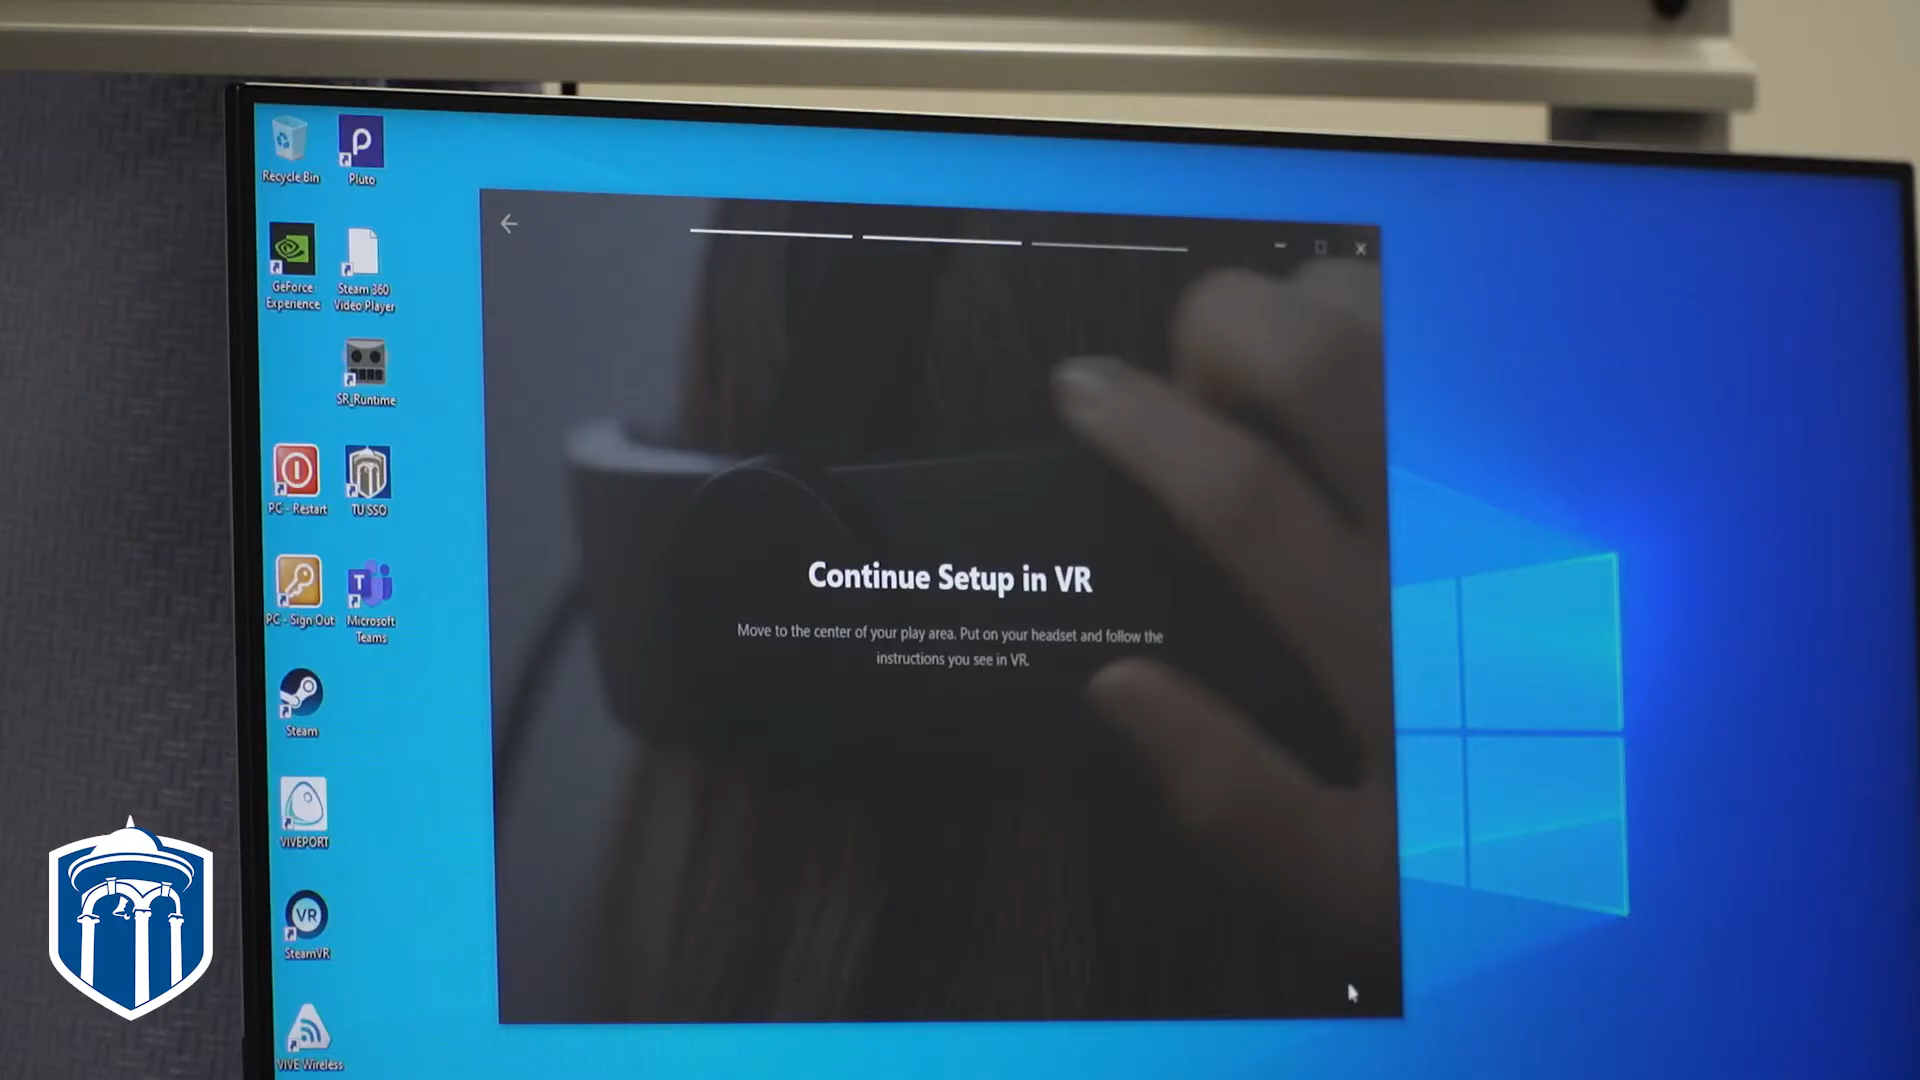 Recycle Bin
Pluto
GeForce
Experience
Steam 360
Video Player
SR_Runtime
PC - Restart
TU SSO
PC - Sign Out
Microsoft
Teams
Steam
VIVEPORT
VR
SteamVR
VIVE Wireless
Continue Setup in VR
Move to the center of your play area. Put on your headset and follow the
instructions you see in VR.